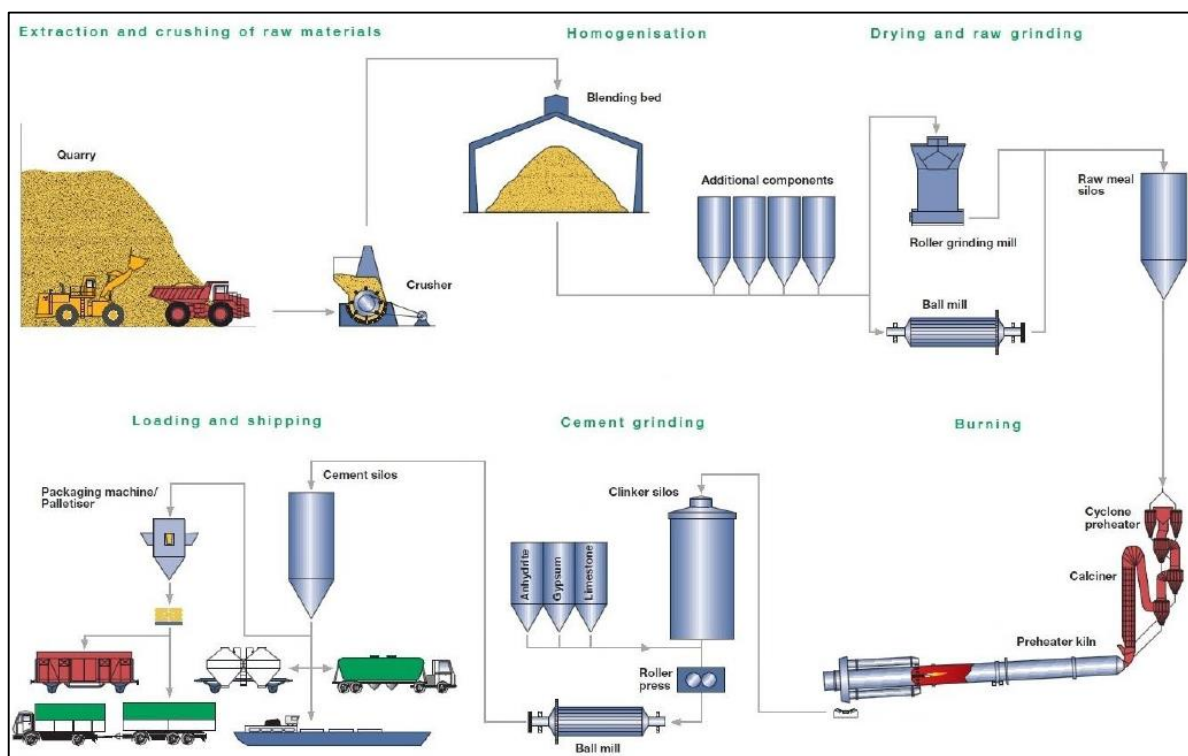 Extraction and crushing of raw materials
Homogenisation
Drying and raw grinding
Quarry
Crusher
Blending bed
Additional components
Roller grinding mill
Ball mill
Raw meal
silos
Loading and shipping
Cement grinding
Burning
Packaging machine/
Palletiser
Cement silos
Anhydrite
Gypsum
Limestone
Clinker silos
Roller
press
Ball mill
Cyclone
preheater
Calciner
Preheater kiln